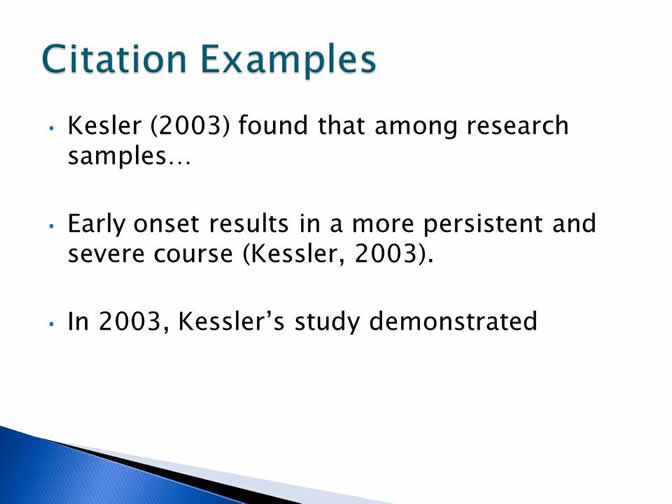 Citation Examples
• Kesler (2003) found that among research
samples…
• Early onset results in a more persistent and
severe course (Kessler, 2003).
• In 2003, Kessler’s study demonstrated